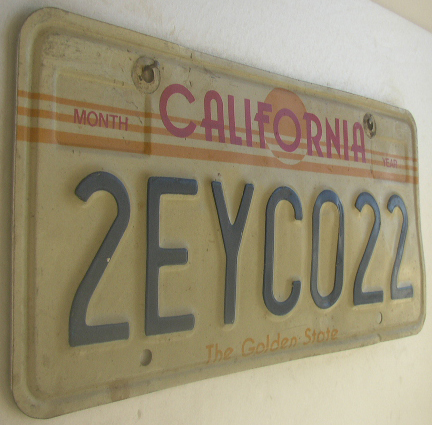 CALIFORNIA
MONTH YEAR
2EYC022
The Golden State